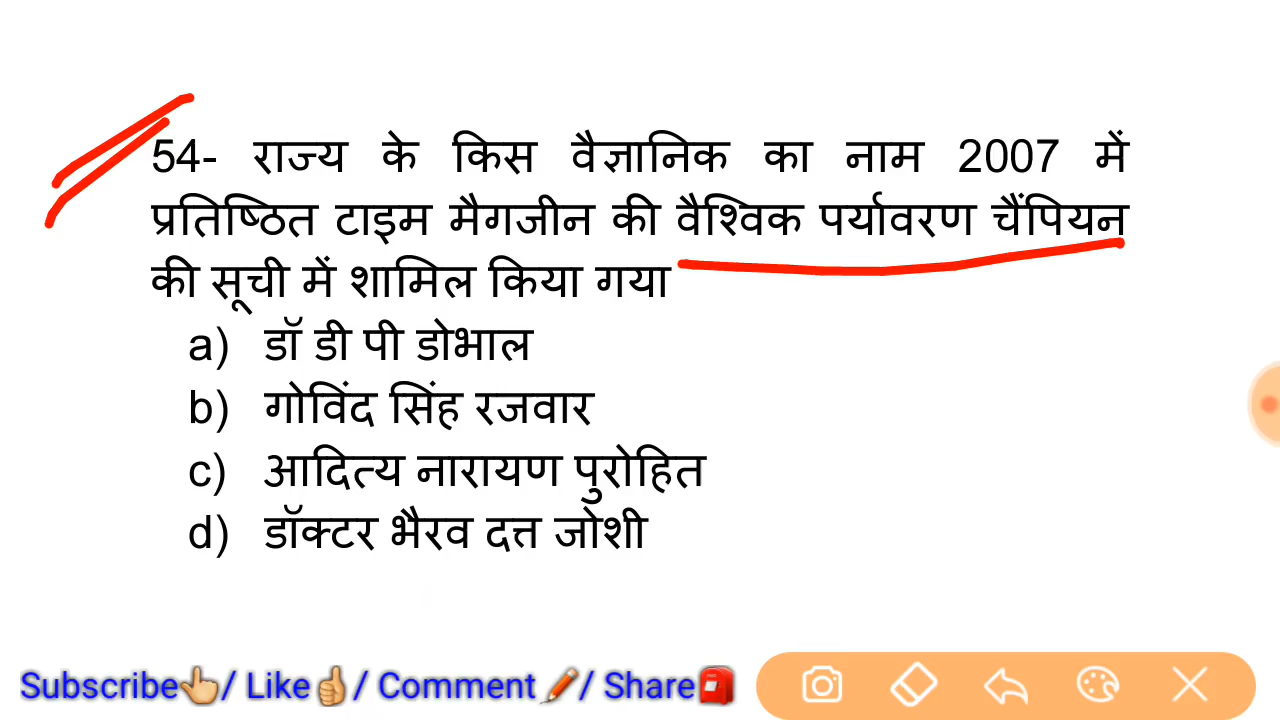 54- राज्य के किस वैज्ञानिक का नाम 2007 में
प्रतिष्ठित टाइम मैगजीन की वैश्विक पर्यावरण चैंपियन
की सूची में शामिल किया गया
a) डॉ डी पी डोभाल
b) गोविंद सिंह रजवार
c) आदित्य नारायण पुरोहित
d) डॉक्टर भैरव दत्त जोशी
Subscribe👆/ Like👍/ Comment 🖍/ Share🎒